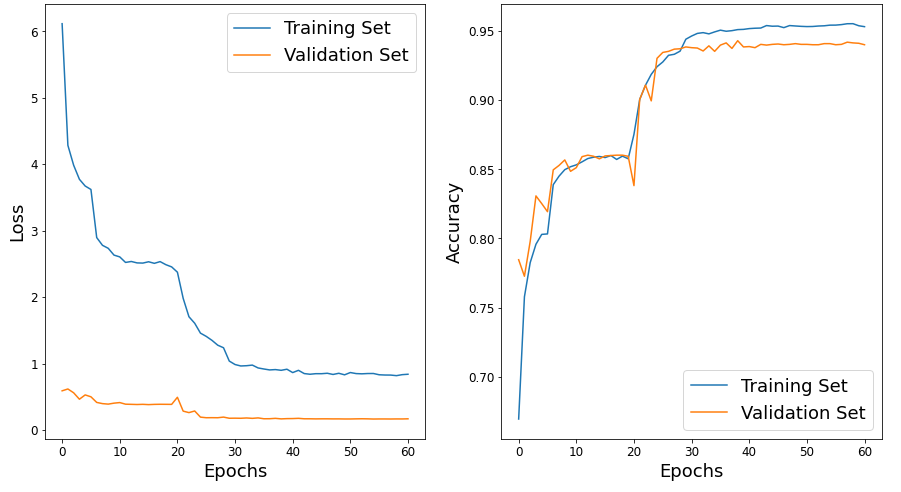 Training Set
Validation Set
6
5
4
3
2
1
0
Loss
0 10 20 30 40 50 60
Epochs
0.95
0.90
0.85
0.80
0.75
0.70
Accuracy
Training Set
Validation Set
0 10 20 30 40 50 60
Epochs